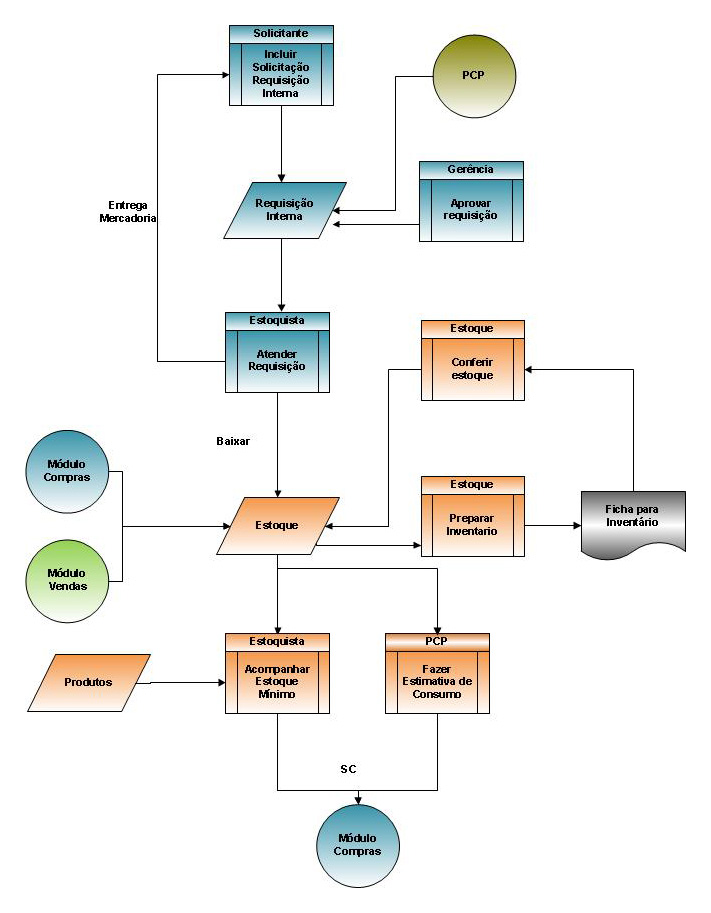 Solicitante
Incluir
Solicitação
Requisição
Interna
PCP
Gerência
Aprovar
requisição
Entrega
Mercadoria
Requisição
Interna
Estoquista
Atender
Requisição
Estoque
Conferir
estoque
Baixar
Módulo
Compras
Estoque
Preparar
Inventario
Ficha para
Inventário
Estoque
Módulo
Vendas
Estoquista
Acompanhar
Estoque
Mínimo
PCP
Fazer
Estimativa de
Consumo
Produtos
SC
Módulo
Compras